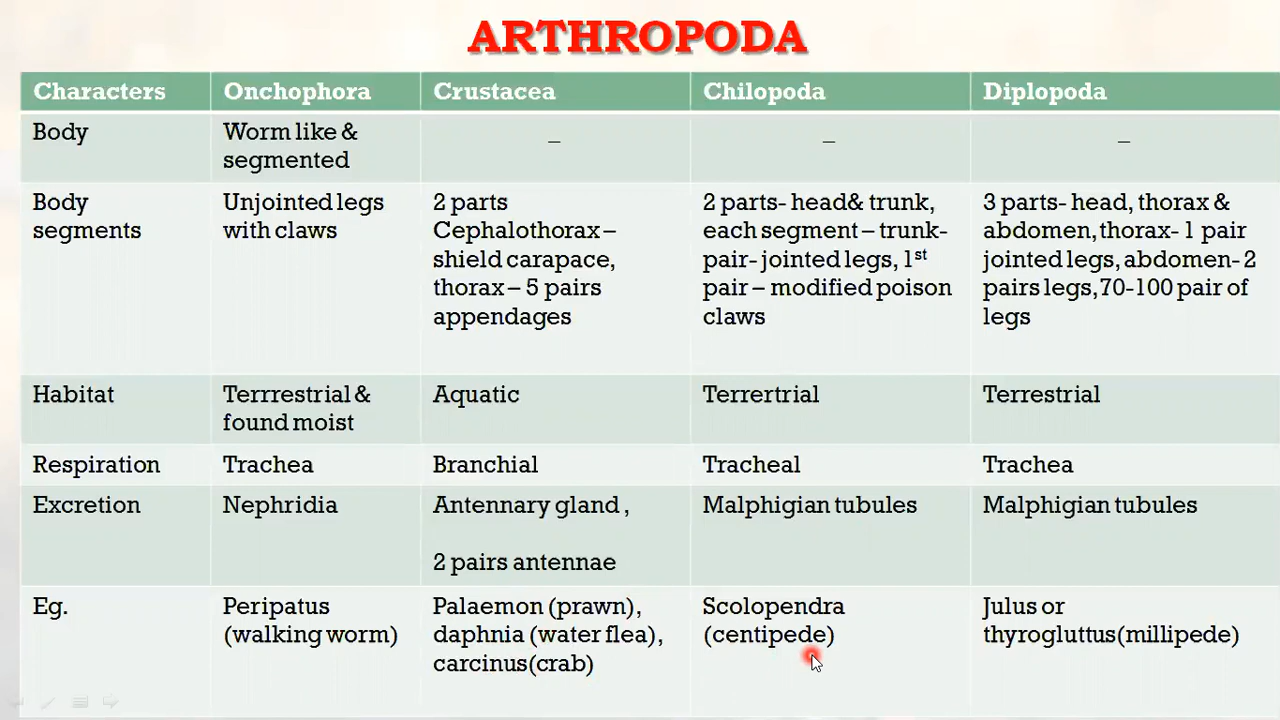 ARTHROPODA
Characters
Onchophora
Crustacea
Chilopoda
Diplopoda
Body
Worm like &
segmented
–
–
–
Body
segments
Unjointed legs
with claws
2 parts
Cephalothorax –
shield carapace,
thorax – 5 pairs
appendages
2 parts- head& trunk,
each segment – trunk-
pair- jointed legs, 1st
pair – modified poison
claws
3 parts- head, thorax &
abdomen, thorax- 1 pair
jointed legs, abdomen- 2
pairs legs,70-100 pair of
legs
Habitat
Terrrestrial &
found moist
Aquatic
Terrertrial
Terrestrial
Respiration
Trachea
Branchial
Tracheal
Trachea
Excretion
Nephridia
Antennary gland ,
2 pairs antennae
Malphigian tubules
Malphigian tubules
Eg.
Peripatus
(walking worm)
Palaemon (prawn),
daphnia (water flea),
carcinus(crab)
Scolopendra
(centipede)
Julus or
thyrogluttus(millipede)